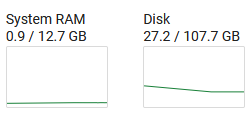 System RAM
0.9 / 12.7 GB
Disk
27.2 / 107.7 GB